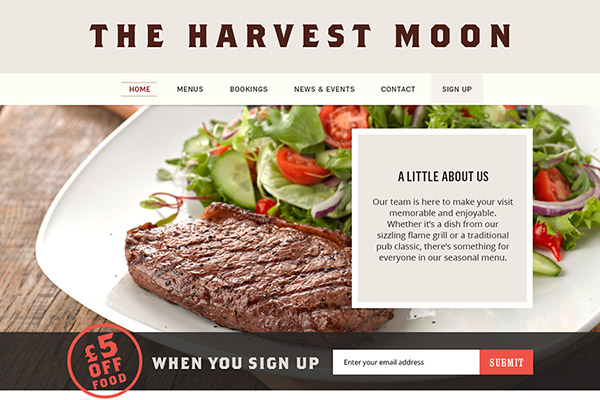 THE HARVEST MOON
HOME MENUS BOOKINGS NEWS & EVENTS CONTACT SIGN UP
A LITTLE ABOUT US
Our team is here to make your visit
memorable and enjoyable.
Whether it's a dish from our
sizzling flame grill or a traditional
pub classic, there's something for
everyone in our seasonal menu.
£5
OFF
FOOD
WHEN YOU SIGN UP
Enter your email address
SUBMIT